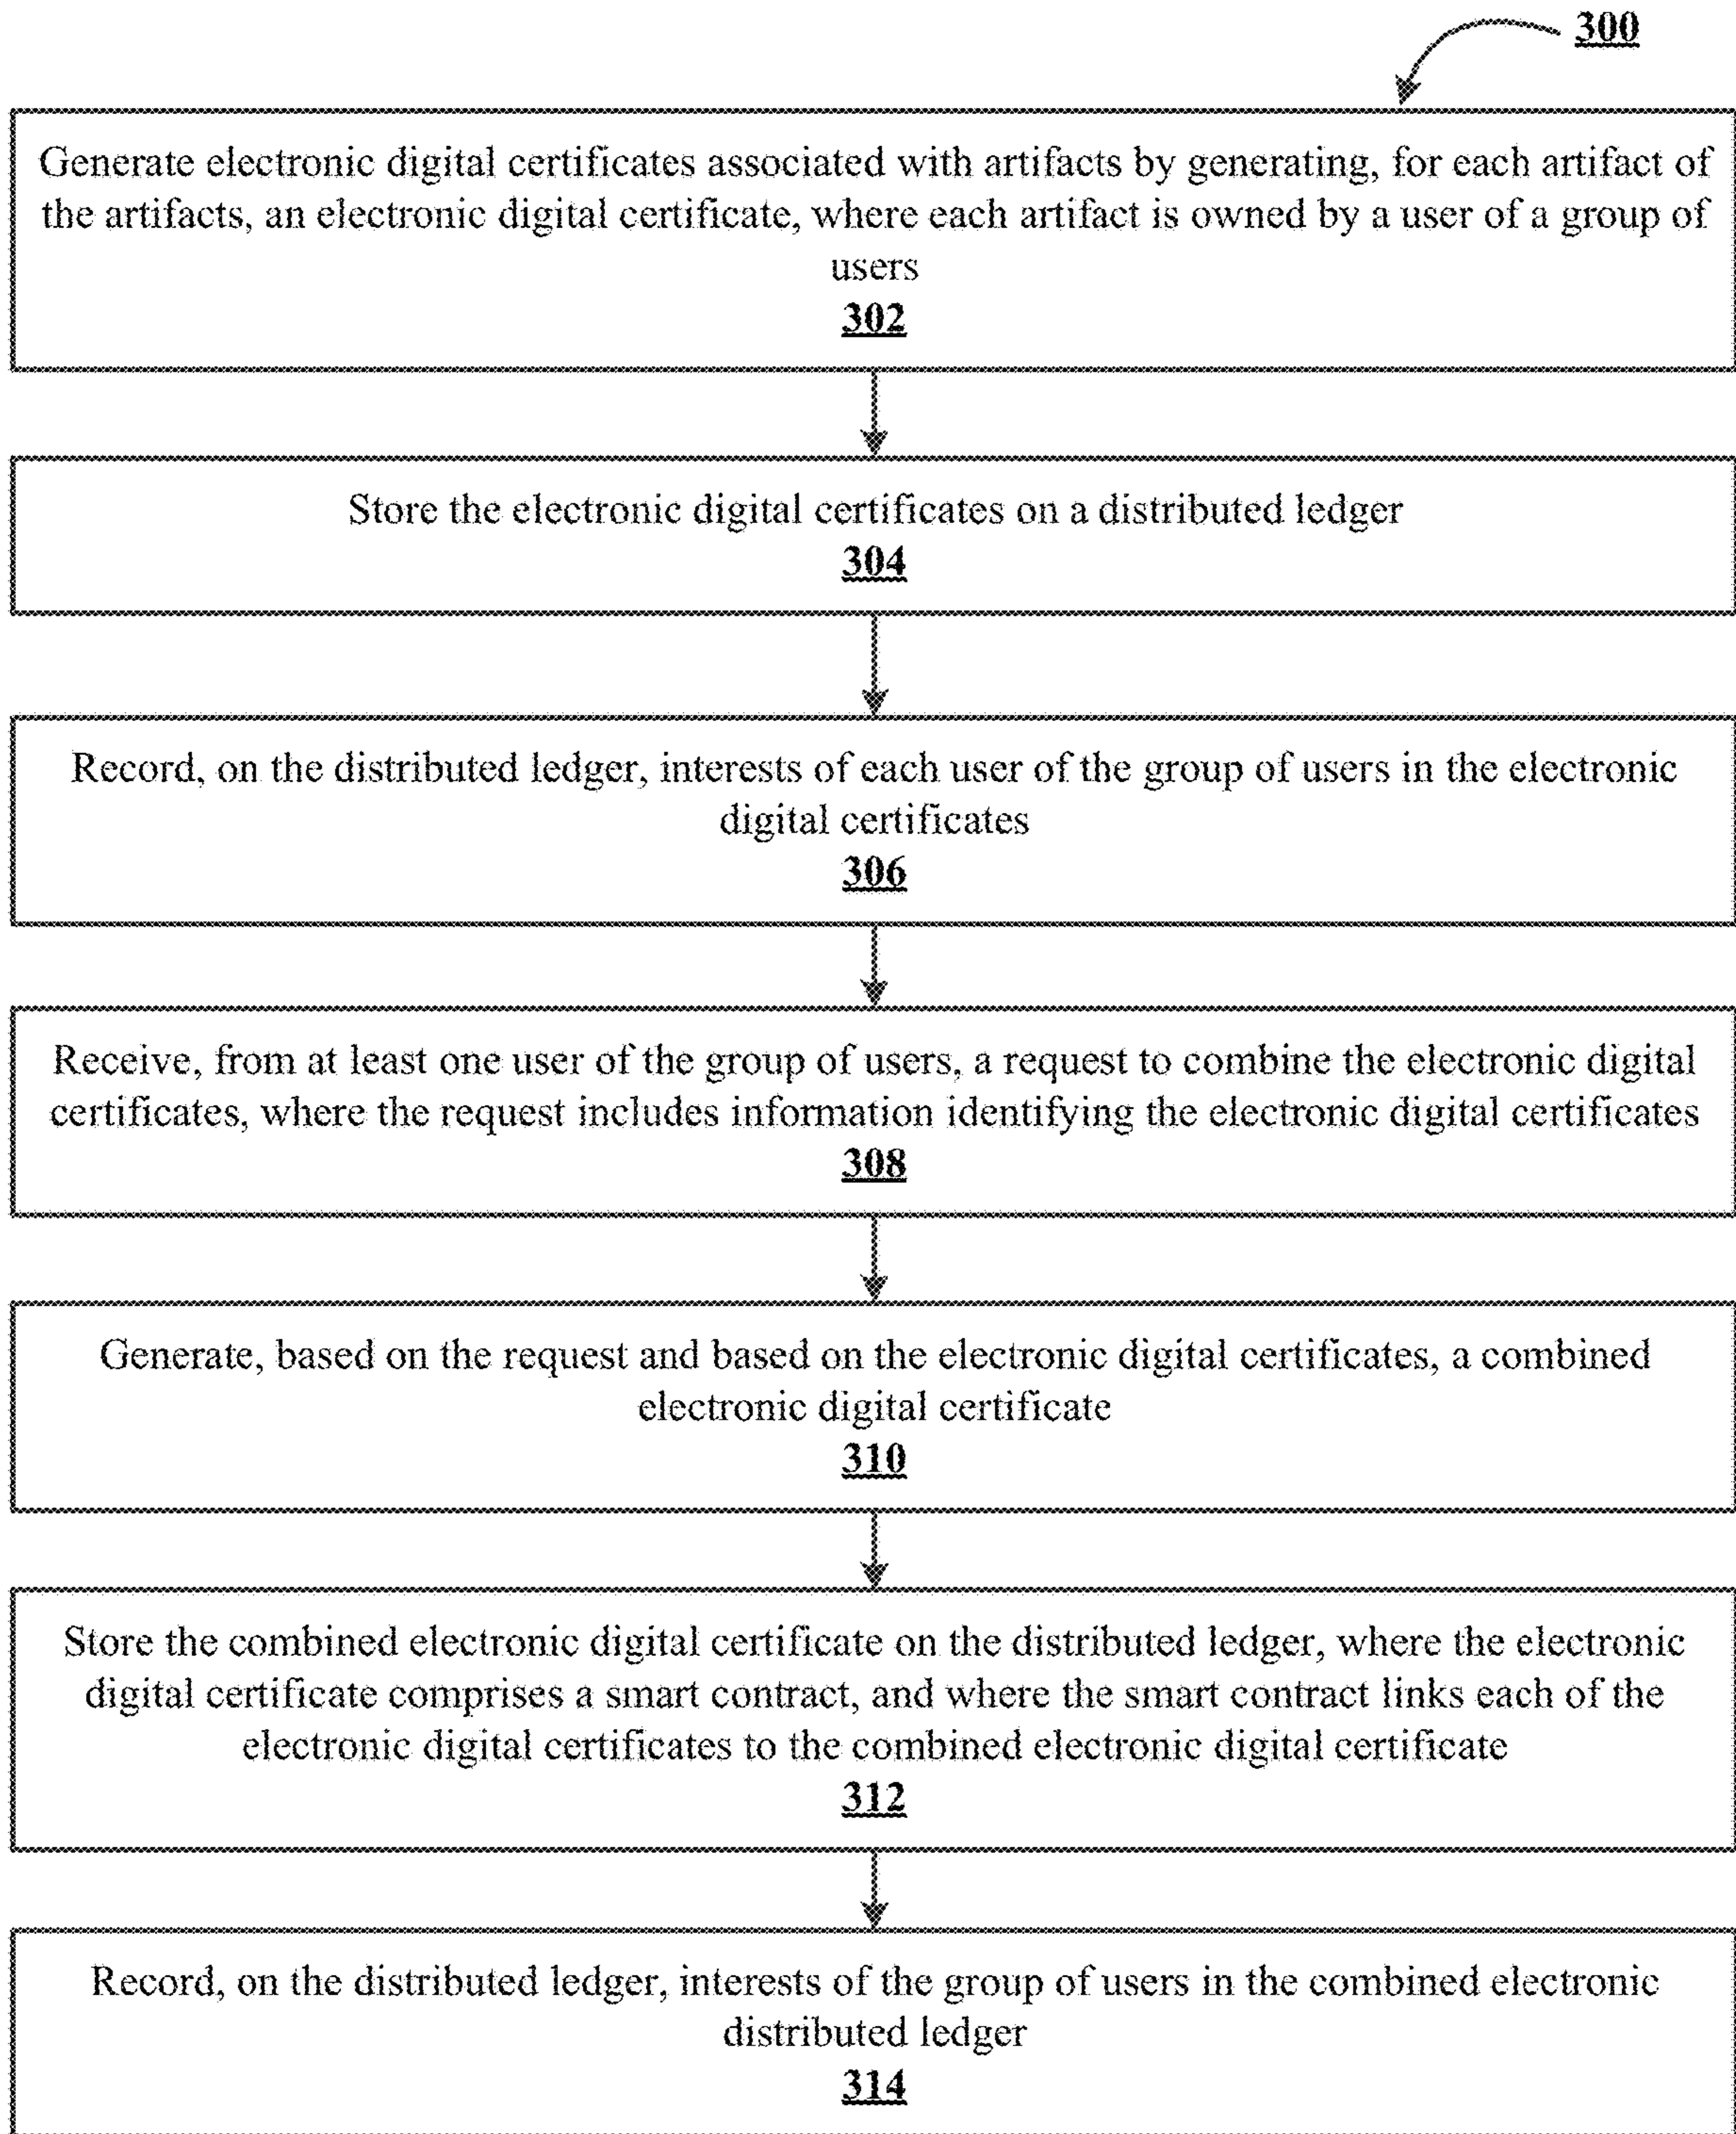 300
Generate electronic digital certificates associated with artifacts by generating, for each artifact of
the artifacts, an electronic digital certificate, where each artifact is owned by a user of a group of
users
302
Store the electronic digital certificates on a distributed ledger
304
Record, on the distributed ledger, interests of each user of the group of users in the electronic
digital certificates
306
Receive, from at least one user of the group of users, a request to combine the electronic digital
certificates, where the request includes information identifying the electronic digital certificates
308
Generate, based on the request and based on the electronic digital certificates, a combined
electronic digital certificate
310
Store the combined electronic digital certificate on the distributed ledger, where the electronic
digital certificate comprises a smart contract, and where the smart contract links each of the
electronic digital certificates to the combined electronic digital certificate
312
Record, on the distributed ledger, interests of the group of users in the combined electronic
distributed ledger
314